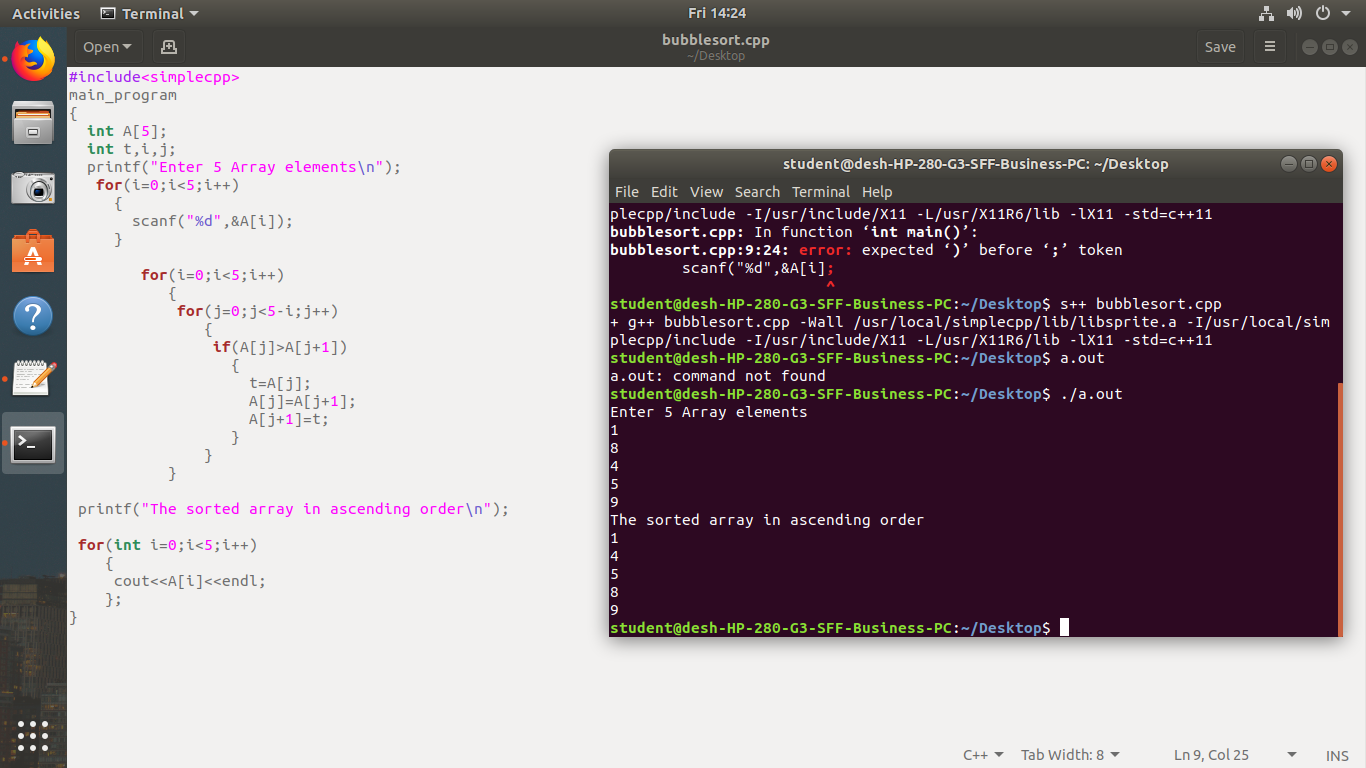 Activities Terminal Fri 14:24
Open bubblesort.cpp Save
~/Desktop
#include<simplecpp>
main_program
{
int A[5];
int t,i,j;
printf("Enter 5 Array elements\n");
for(i=0;i<5;i++)
{
scanf("%d",&A[i]);
}
for(i=0;i<5;i++)
{
for(j=0;j<5-i;j++)
{
if(A[j]>A[j+1])
{
t=A[j];
A[j]=A[j+1];
A[j+1]=t;
}
}
}
printf("The sorted array in ascending order\n");
for(int i=0;i<5;i++)
{
cout<<A[i]<<endl;
};
}
student@desh-HP-280-G3-SFF-Business-PC: ~/Desktop
File Edit View Search Terminal Help
plecpp/include -I/usr/include/X11 -L/usr/X11R6/lib -lX11 -std=c++11
bubblesort.cpp: In function ‘int main()’:
bubblesort.cpp:9:24: error: expected ‘)’ before ‘;’ token
scanf("%d",&A[i];
^
student@desh-HP-280-G3-SFF-Business-PC:~/Desktop$ s++ bubblesort.cpp
+ g++ bubblesort.cpp -Wall /usr/local/simplecpp/lib/libsprite.a -I/usr/local/sim
plecpp/include -I/usr/include/X11 -L/usr/X11R6/lib -lX11 -std=c++11
student@desh-HP-280-G3-SFF-Business-PC:~/Desktop$ a.out
a.out: command not found
student@desh-HP-280-G3-SFF-Business-PC:~/Desktop$ ./a.out
Enter 5 Array elements
1
8
4
5
9
The sorted array in ascending order
1
4
5
8
9
student@desh-HP-280-G3-SFF-Business-PC:~/Desktop$
C++ Tab Width: 8 Ln 9, Col 25 INS